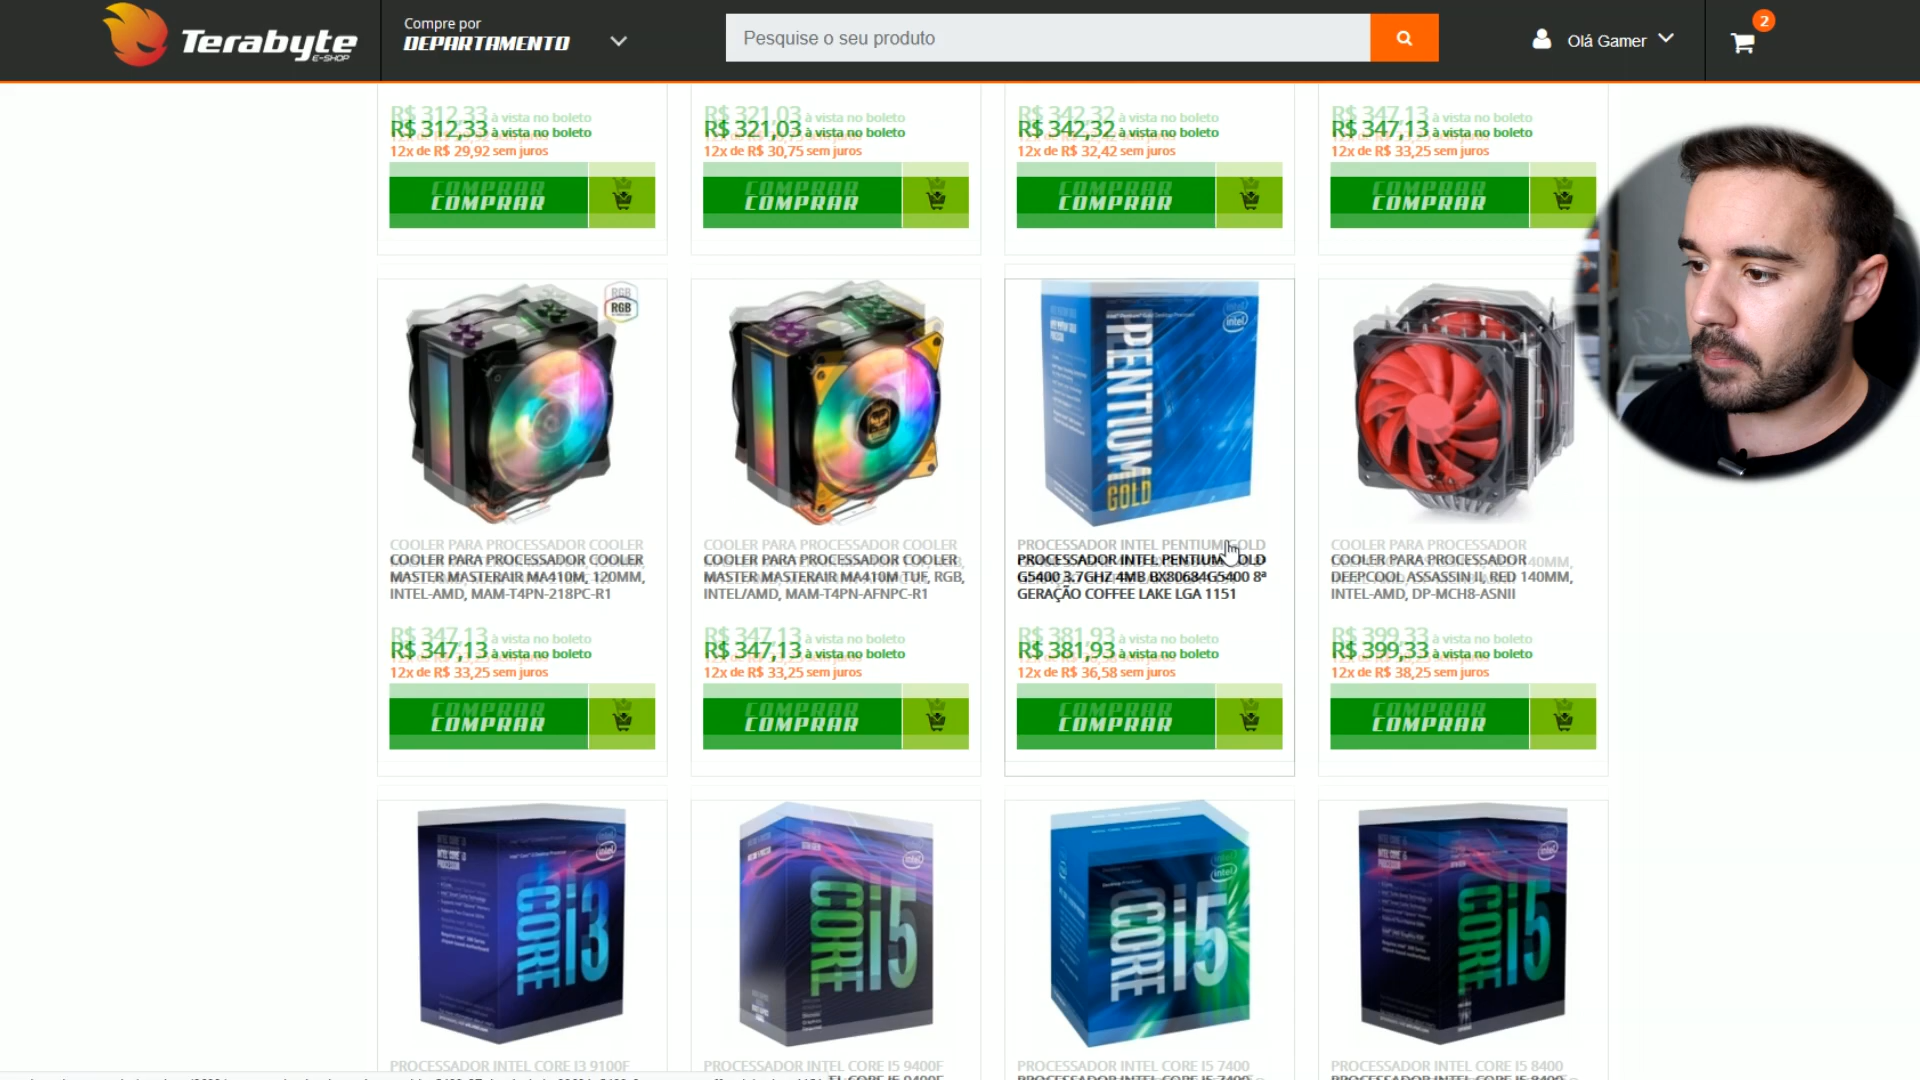 Terabyte
E-SHOP
Compre por
DEPARTAMENTO
Pesquise o seu produto
Olá Gamer
2
R$ 312,33 à vista no boleto
12x de R$ 29,92 sem juros
COMPRAR
R$ 321,03 à vista no boleto
12x de R$ 30,75 sem juros
COMPRAR
R$ 342,32 à vista no boleto
12x de R$ 32,42 sem juros
COMPRAR
R$ 347,13 à vista no boleto
12x de R$ 33,25 sem juros
COMPRAR
RGB
COOLER PARA PROCESSADOR COOLER
MASTER MASTERAIR MA410M, 120MM,
INTEL-AMD, MAM-T4PN-218PC-R1
R$ 347,13 à vista no boleto
12x de R$ 33,25 sem juros
COMPRAR
COOLER PARA PROCESSADOR COOLER
MASTER MASTERAIR MA410M TUF, RGB,
INTEL/AMD, MAM-T4PN-AFNPC-R1
R$ 347,13 à vista no boleto
12x de R$ 33,25 sem juros
COMPRAR
intel
PENTIUM
GOLD
PROCESSADOR INTEL PENTIUM GOLD
G5400 3.7GHZ 4MB BX80684G5400 8ª
GERAÇÃO COFFEE LAKE LGA 1151
R$ 381,93 à vista no boleto
12x de R$ 36,58 sem juros
COMPRAR
COOLER PARA PROCESSADOR
DEEPCOOL ASSASSIN II, RED 140MM,
INTEL-AMD, DP-MCH8-ASNII
R$ 399,33 à vista no boleto
12x de R$ 38,25 sem juros
COMPRAR
intel
CORE i3
PROCESSADOR INTEL CORE I3 9100F
intel
CORE i5
PROCESSADOR INTEL CORE I5 9400F
intel
CORE i5
PROCESSADOR INTEL CORE I5 7400
intel
CORE i5
PROCESSADOR INTEL CORE I5 8400